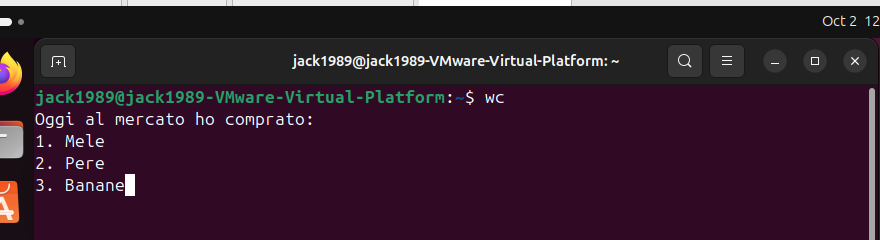 Oct 2 12
jack1989@jack1989-VMware-Virtual-Platform: ~
jack1989@jack1989-VMware-Virtual-Platform:~$ wc
Oggi al mercato ho comprato:
1. Mele
2. Pere
3. Banane